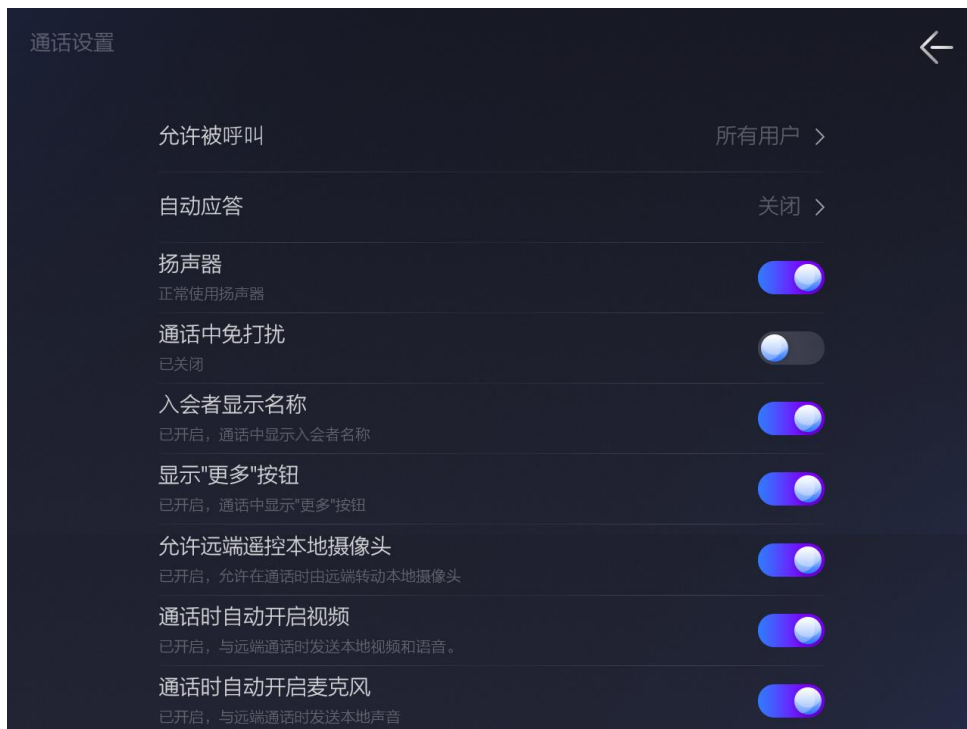 通话设置
允许被呼叫
所有用户
自动应答
关闭
扬声器
正常使用扬声器
通话中免打扰
已关闭
入会者显示名称
已开启，通话中显示入会者名称
显示"更多"按钮
已开启，通话中显示"更多"按钮
允许远端遥控本地摄像头
已开启，允许在通话时由远端转动本地摄像头
通话时自动开启视频
已开启，与远端通话时发送本地视频和语音。
通话时自动开启麦克风
已开启，与远端通话时发送本地声音